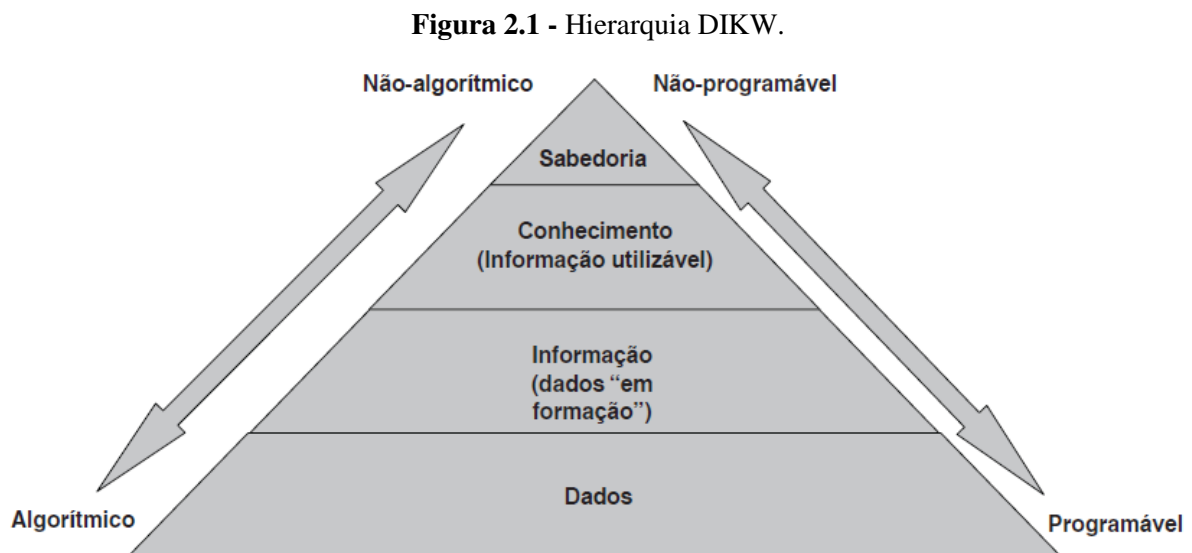 Figura 2.1 - Hierarquia DIKW.
Não-algorítmico
Não-programável
Sabedoria
Conhecimento
(Informação utilizável)
Informação
(dados “em
formação”)
Dados
Algorítmico
Programável